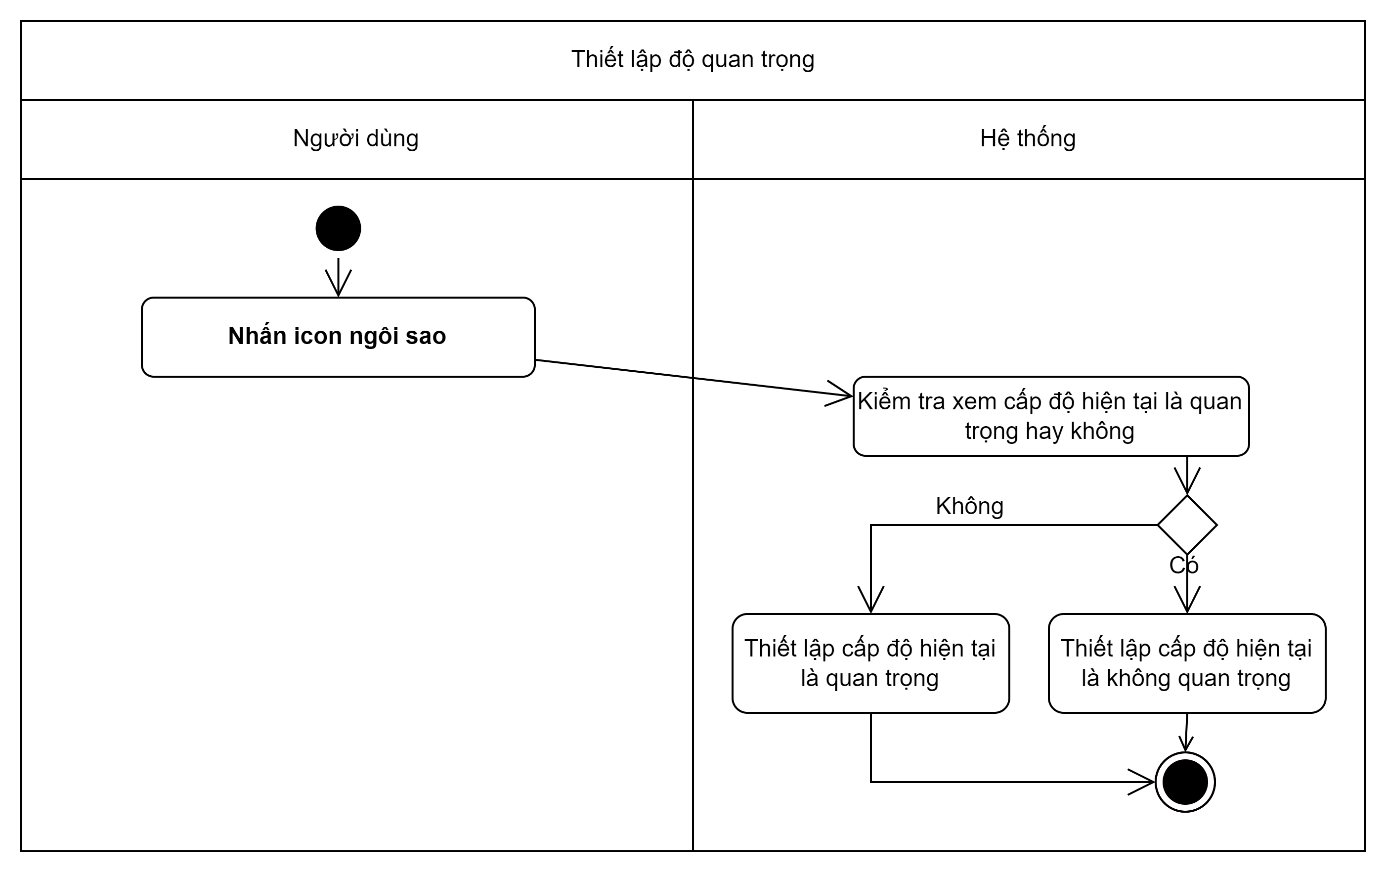 Thiết lập độ quan trọng
Người dùng
Hệ thống
Nhấn icon ngôi sao
Kiểm tra xem cấp độ hiện tại là quan
trọng hay không
Không
Có
Thiết lập cấp độ hiện tại
là quan trọng
Thiết lập cấp độ hiện tại
là không quan trọng